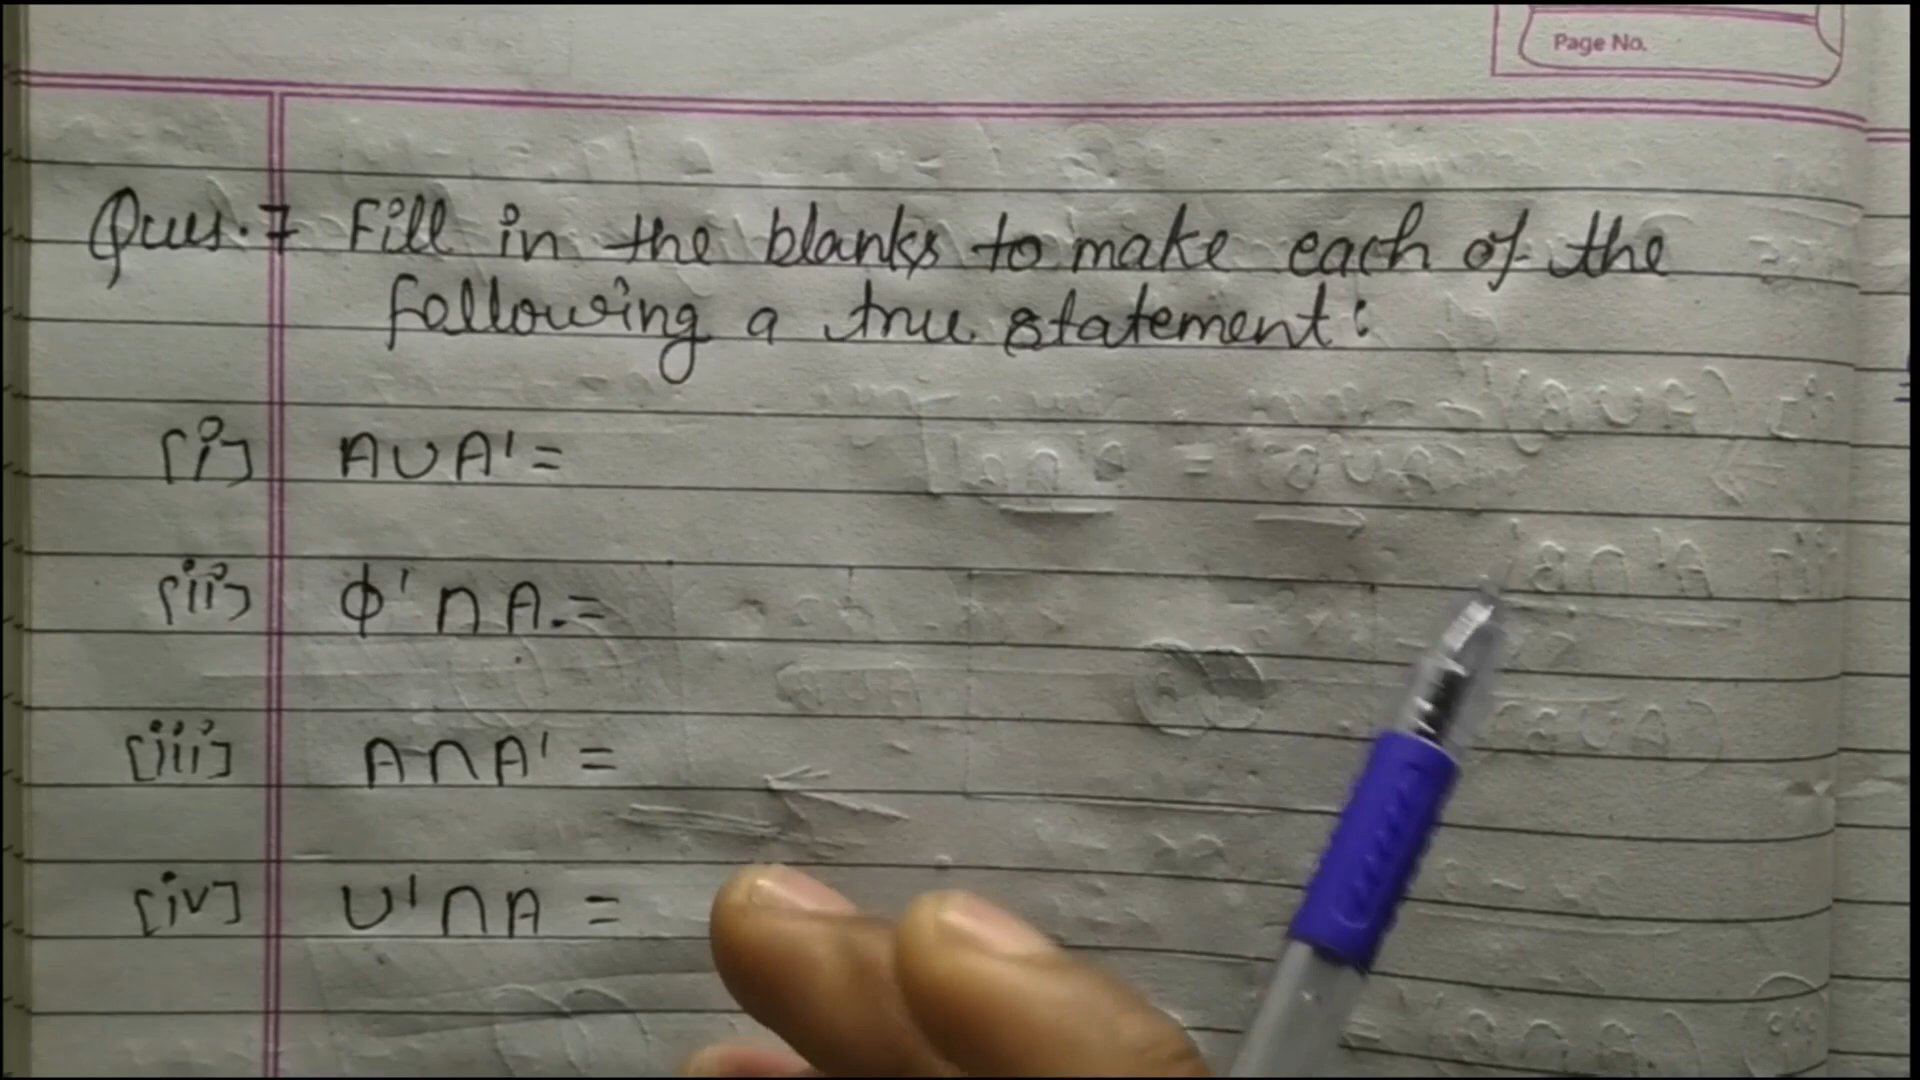 Page No.
Ques. 7 Fill in the blanks to make each of the
following a true statement:
[i] A∪A' =
[ii] ϕ'∩A =
[iii] A∩A' =
[iv] U'∩A =